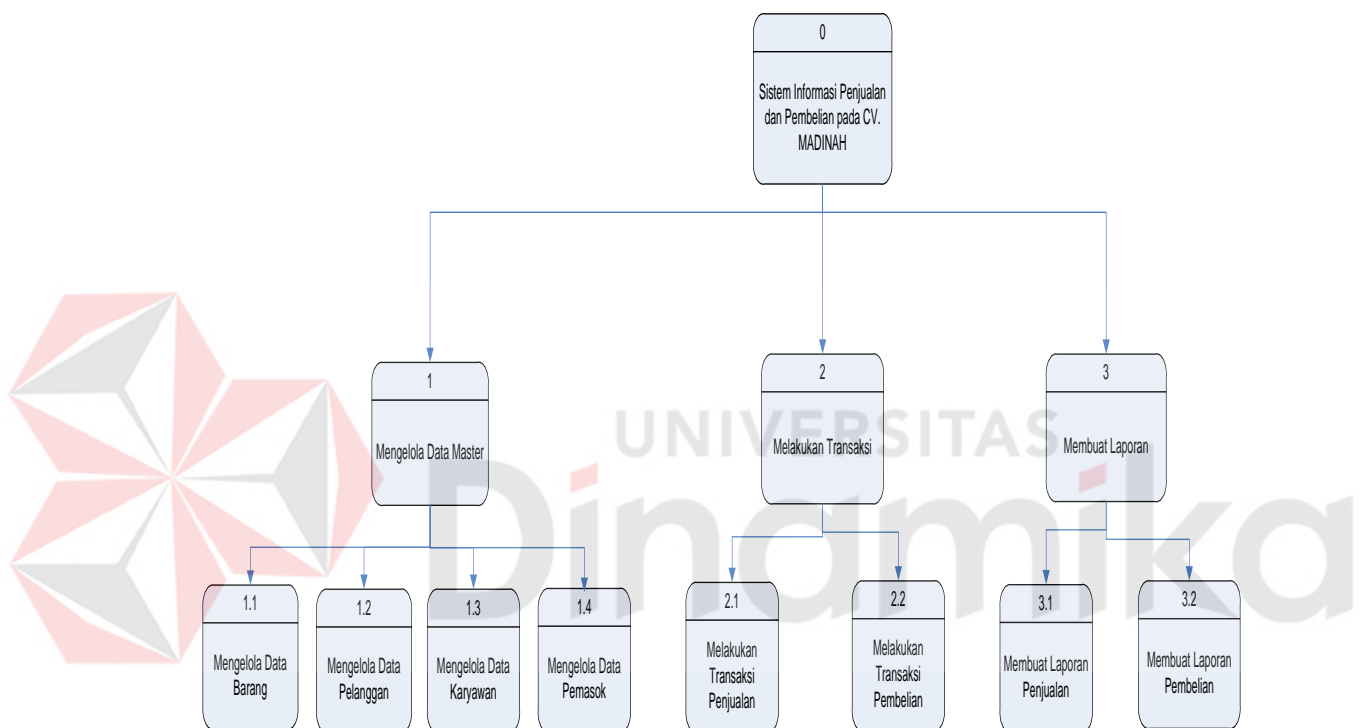 0
Sistem Informasi Penjualan
dan Pembelian pada CV.
MADINAH
1
Mengelola Data Master
2
Melakukan Transaksi
3
Membuat Laporan
UNIVERSITAS
Dinamika
1.1
Mengelola Data
Barang
1.2
Mengelola Data
Pelanggan
1.3
Mengelola Data
Karyawan
1.4
Mengelola Data
Pemasok
2.1
Melakukan
Transaksi
Penjualan
2.2
Melakukan
Transaksi
Pembelian
3.1
Membuat Laporan
Penjualan
3.2
Membuat Laporan
Pembelian